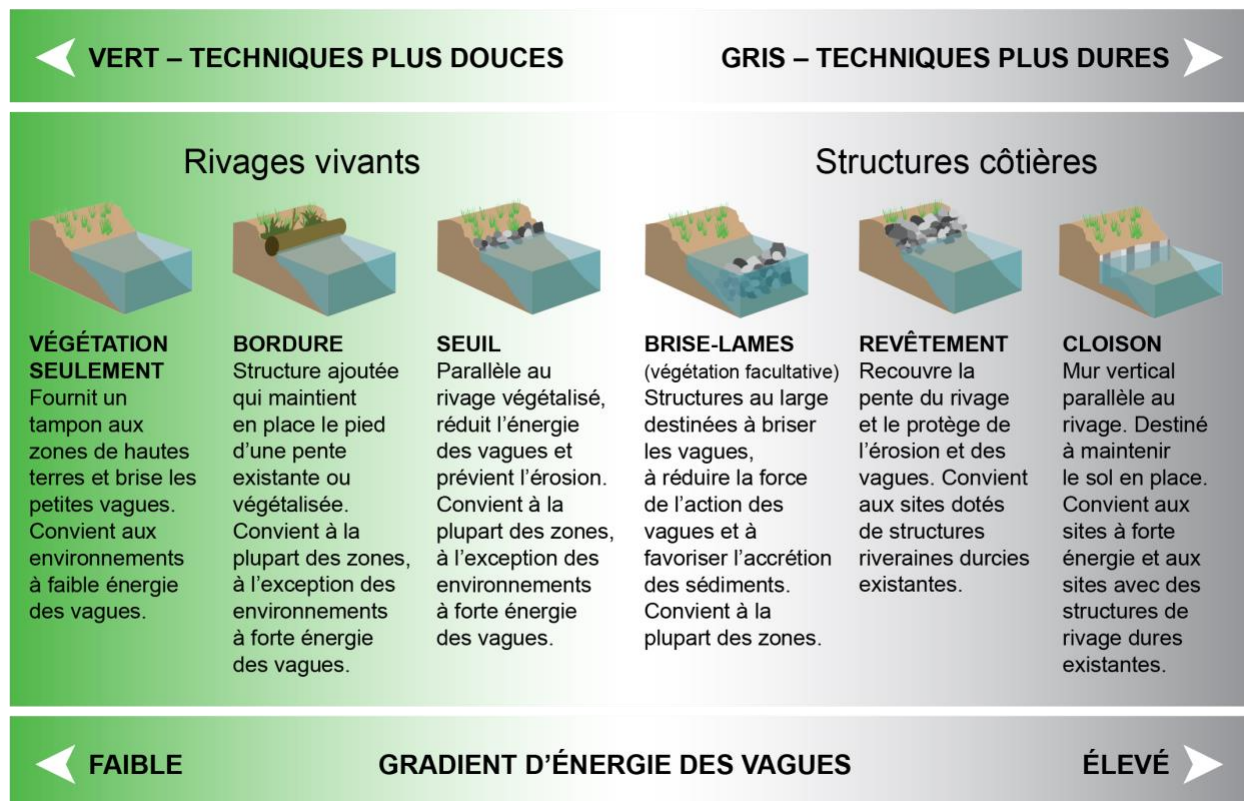 VERT – TECHNIQUES PLUS DOUCES
GRIS – TECHNIQUES PLUS DURES
Rivages vivants
Structures côtières
VÉGÉTATION
SEULEMENT
Fournit un
tampon aux
zones de hautes
terres et brise les
petites vagues.
Convient aux
environnements
à faible énergie
des vagues.
BORDURE
Structure ajoutée
qui maintient
en place le pied
d’une pente
existante ou
végétalisée.
Convient à la
plupart des zones,
à l’exception des
environnements
à forte énergie
des vagues.
SEUIL
Parallèle au
rivage végétalisé,
réduit l’énergie
des vagues et
prévient l’érosion.
Convient à la
plupart des zones,
à l’exception des
environnements
à forte énergie
des vagues.
BRISE-LAMES
(végétation facultative)
Structures au large
destinées à briser
les vagues,
à réduire la force
de l’action des
vagues et à
favoriser l’accrétion
des sédiments.
Convient à la
plupart des zones.
REVÊTEMENT
Recouvre la
pente du rivage
et le protège de
l’érosion et des
vagues. Convient
aux sites dotés
de structures
riveraines durcies
existantes.
CLOISON
Mur vertical
parallèle au
rivage. Destiné
à maintenir
le sol en place.
Convient aux
sites à forte
énergie et aux
sites avec des
structures de
rivage dures
existantes.
FAIBLE
GRADIENT D’ÉNERGIE DES VAGUES
ÉLEVÉ